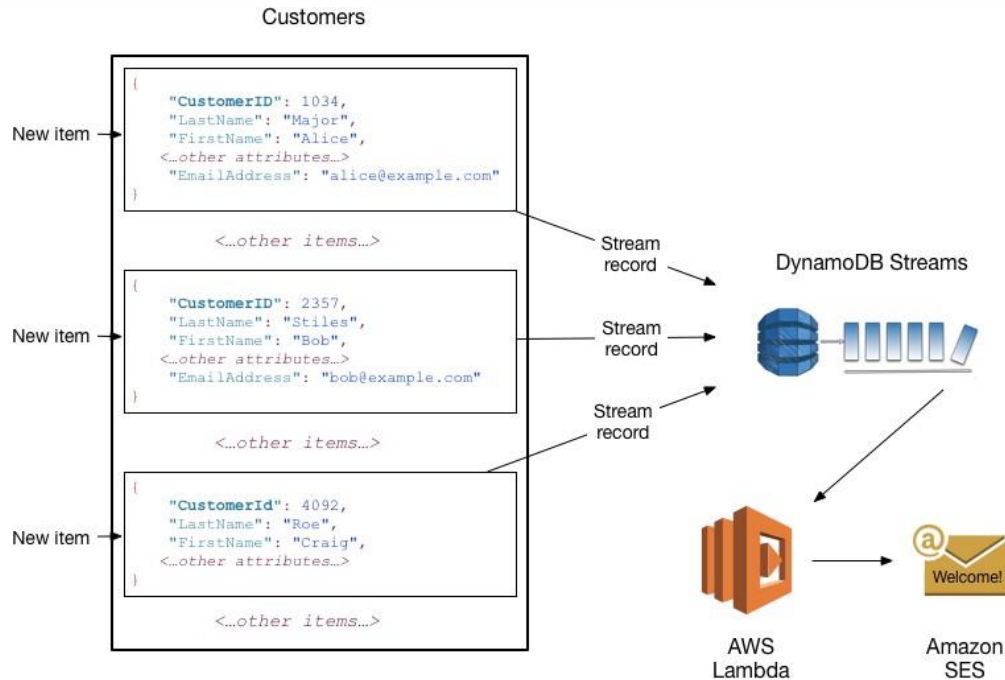 Customers
New item
{
"CustomerID": 1034,
"LastName": "Major",
"FirstName": "Alice",
<…other attributes…>
"EmailAddress": "alice@example.com"
}
<…other items…>
New item
{
"CustomerID": 2357,
"LastName": "Stiles",
"FirstName": "Bob",
<…other attributes…>
"EmailAddress": "bob@example.com"
}
<…other items…>
New item
{
"CustomerId": 4092,
"LastName": "Roe",
"FirstName": "Craig",
<…other attributes…>
}
<…other items…>
Stream
record
Stream
record
Stream
record
DynamoDB Streams
AWS
Lambda
@
Welcome!
Amazon
SES